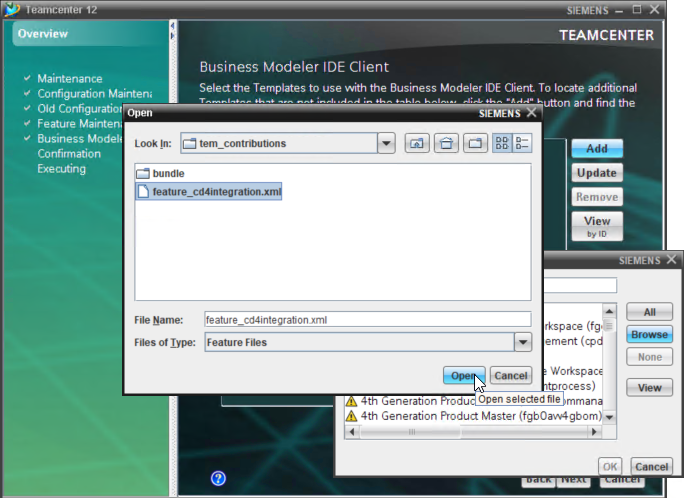 Teamcenter 12
SIEMENS
Overview
TEAMCENTER
Maintenance
Configuration Maintena
Old Configuration
Feature Maintena
Business Modele
Confirmation
Executing
Business Modeler IDE Client
Select the Templates to use with the Business Modeler IDE Client. To locate additional
Templates that are not included in the table below, click the "Add" button and find the
Add
Update
Remove
View
by ID
Open
SIEMENS
Look In:
tem_contributions
bundle
feature_cd4integration.xml
File Name:
feature_cd4integration.xml
Files of Type:
Feature Files
Open
Cancel
Open selected file
SIEMENS
All
Browse
None
View
rkspace (fg
ement (cpd
e Workspace
ntprocess)
4th Generation Produc
ommana
4th Generation Product Master (fgb0aw4gbom)
OK
Cancel
Back
Next
Cancel